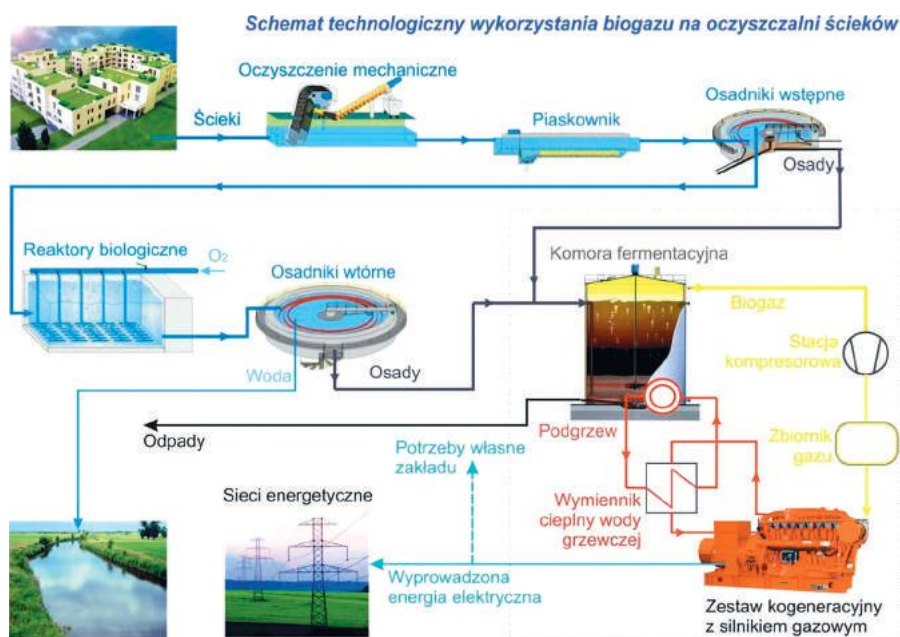 Schemat technologiczny wykorzystania biogazu na oczyszczalni ścieków
Oczyszczenie mechaniczne
Ścieki
Piaskownik
Osadniki wstępne
Osady
Reaktory biologiczne
O₂
Osadniki wtórne
Woda
Osady
Komora fermentacyjna
Biogaz
Stacja
kompresorowa
Zbiornik
gazu
Podgrzew
Odpady
Potrzeby własne
zakładu
Wymiennik
cieplny wody
grzewczej
Sieci energetyczne
Wyprowadzona
energia elektryczna
Zestaw kogeneracyjny
z silnikiem gazowym